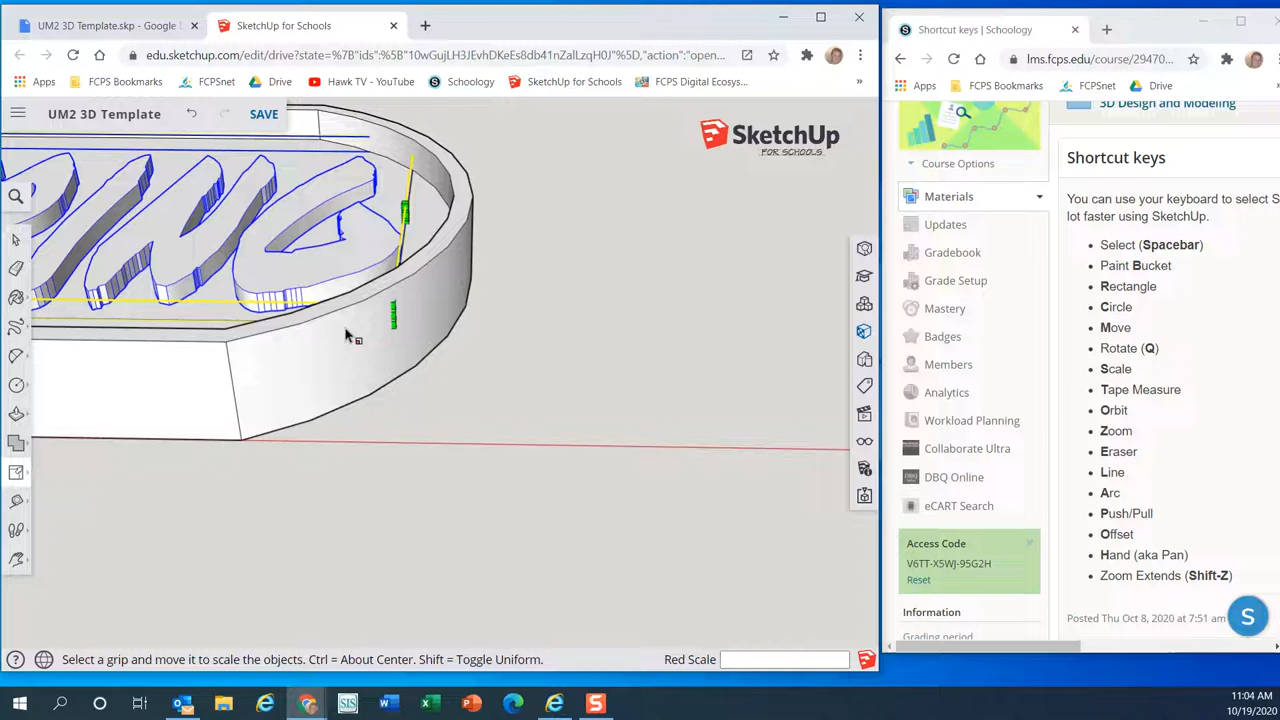 UM2 3D Template.skp - Google
SketchUp for Schools
edu.sketchup.com/edit/drive?state=%7B"ids"%5B"10wGujLH3JEvhDKeEs8db41nZalILzqH0J"%5D,"action":"open...
Apps
FCPS Bookmarks
FCPSnet
Drive
Hawk TV - YouTube
Schoology
SketchUp for Schools
FCPS Digital Ecosy...
UM2 3D Template
SAVE
SketchUp
FOR SCHOOLS
Select a grip and move it to scale the objects. Ctrl = About Center. Shift = Toggle Uniform.
Red Scale
Shortcut keys | Schoology
lms.fcps.edu/course/29470...
Apps
FCPS Bookmarks
FCPSnet
Drive
3D Design and Modeling
Course Options
Materials
Updates
Gradebook
Grade Setup
Mastery
Badges
Members
Analytics
Workload Planning
Collaborate Ultra
DBQ Online
eCART Search
Access Code
V6TT-X5WJ-95G2H
Reset
Information
Grading period
Shortcut keys
You can use your keyboard to select S
lot faster using SketchUp.
Select (Spacebar)
Paint Bucket
Rectangle
Circle
Move
Rotate (Q)
Scale
Tape Measure
Orbit
Zoom
Eraser
Line
Arc
Push/Pull
Offset
Hand (aka Pan)
Zoom Extends (Shift-Z)
Posted Thu Oct 8, 2020 at 7:51 am
S
11:04 AM
10/19/2020